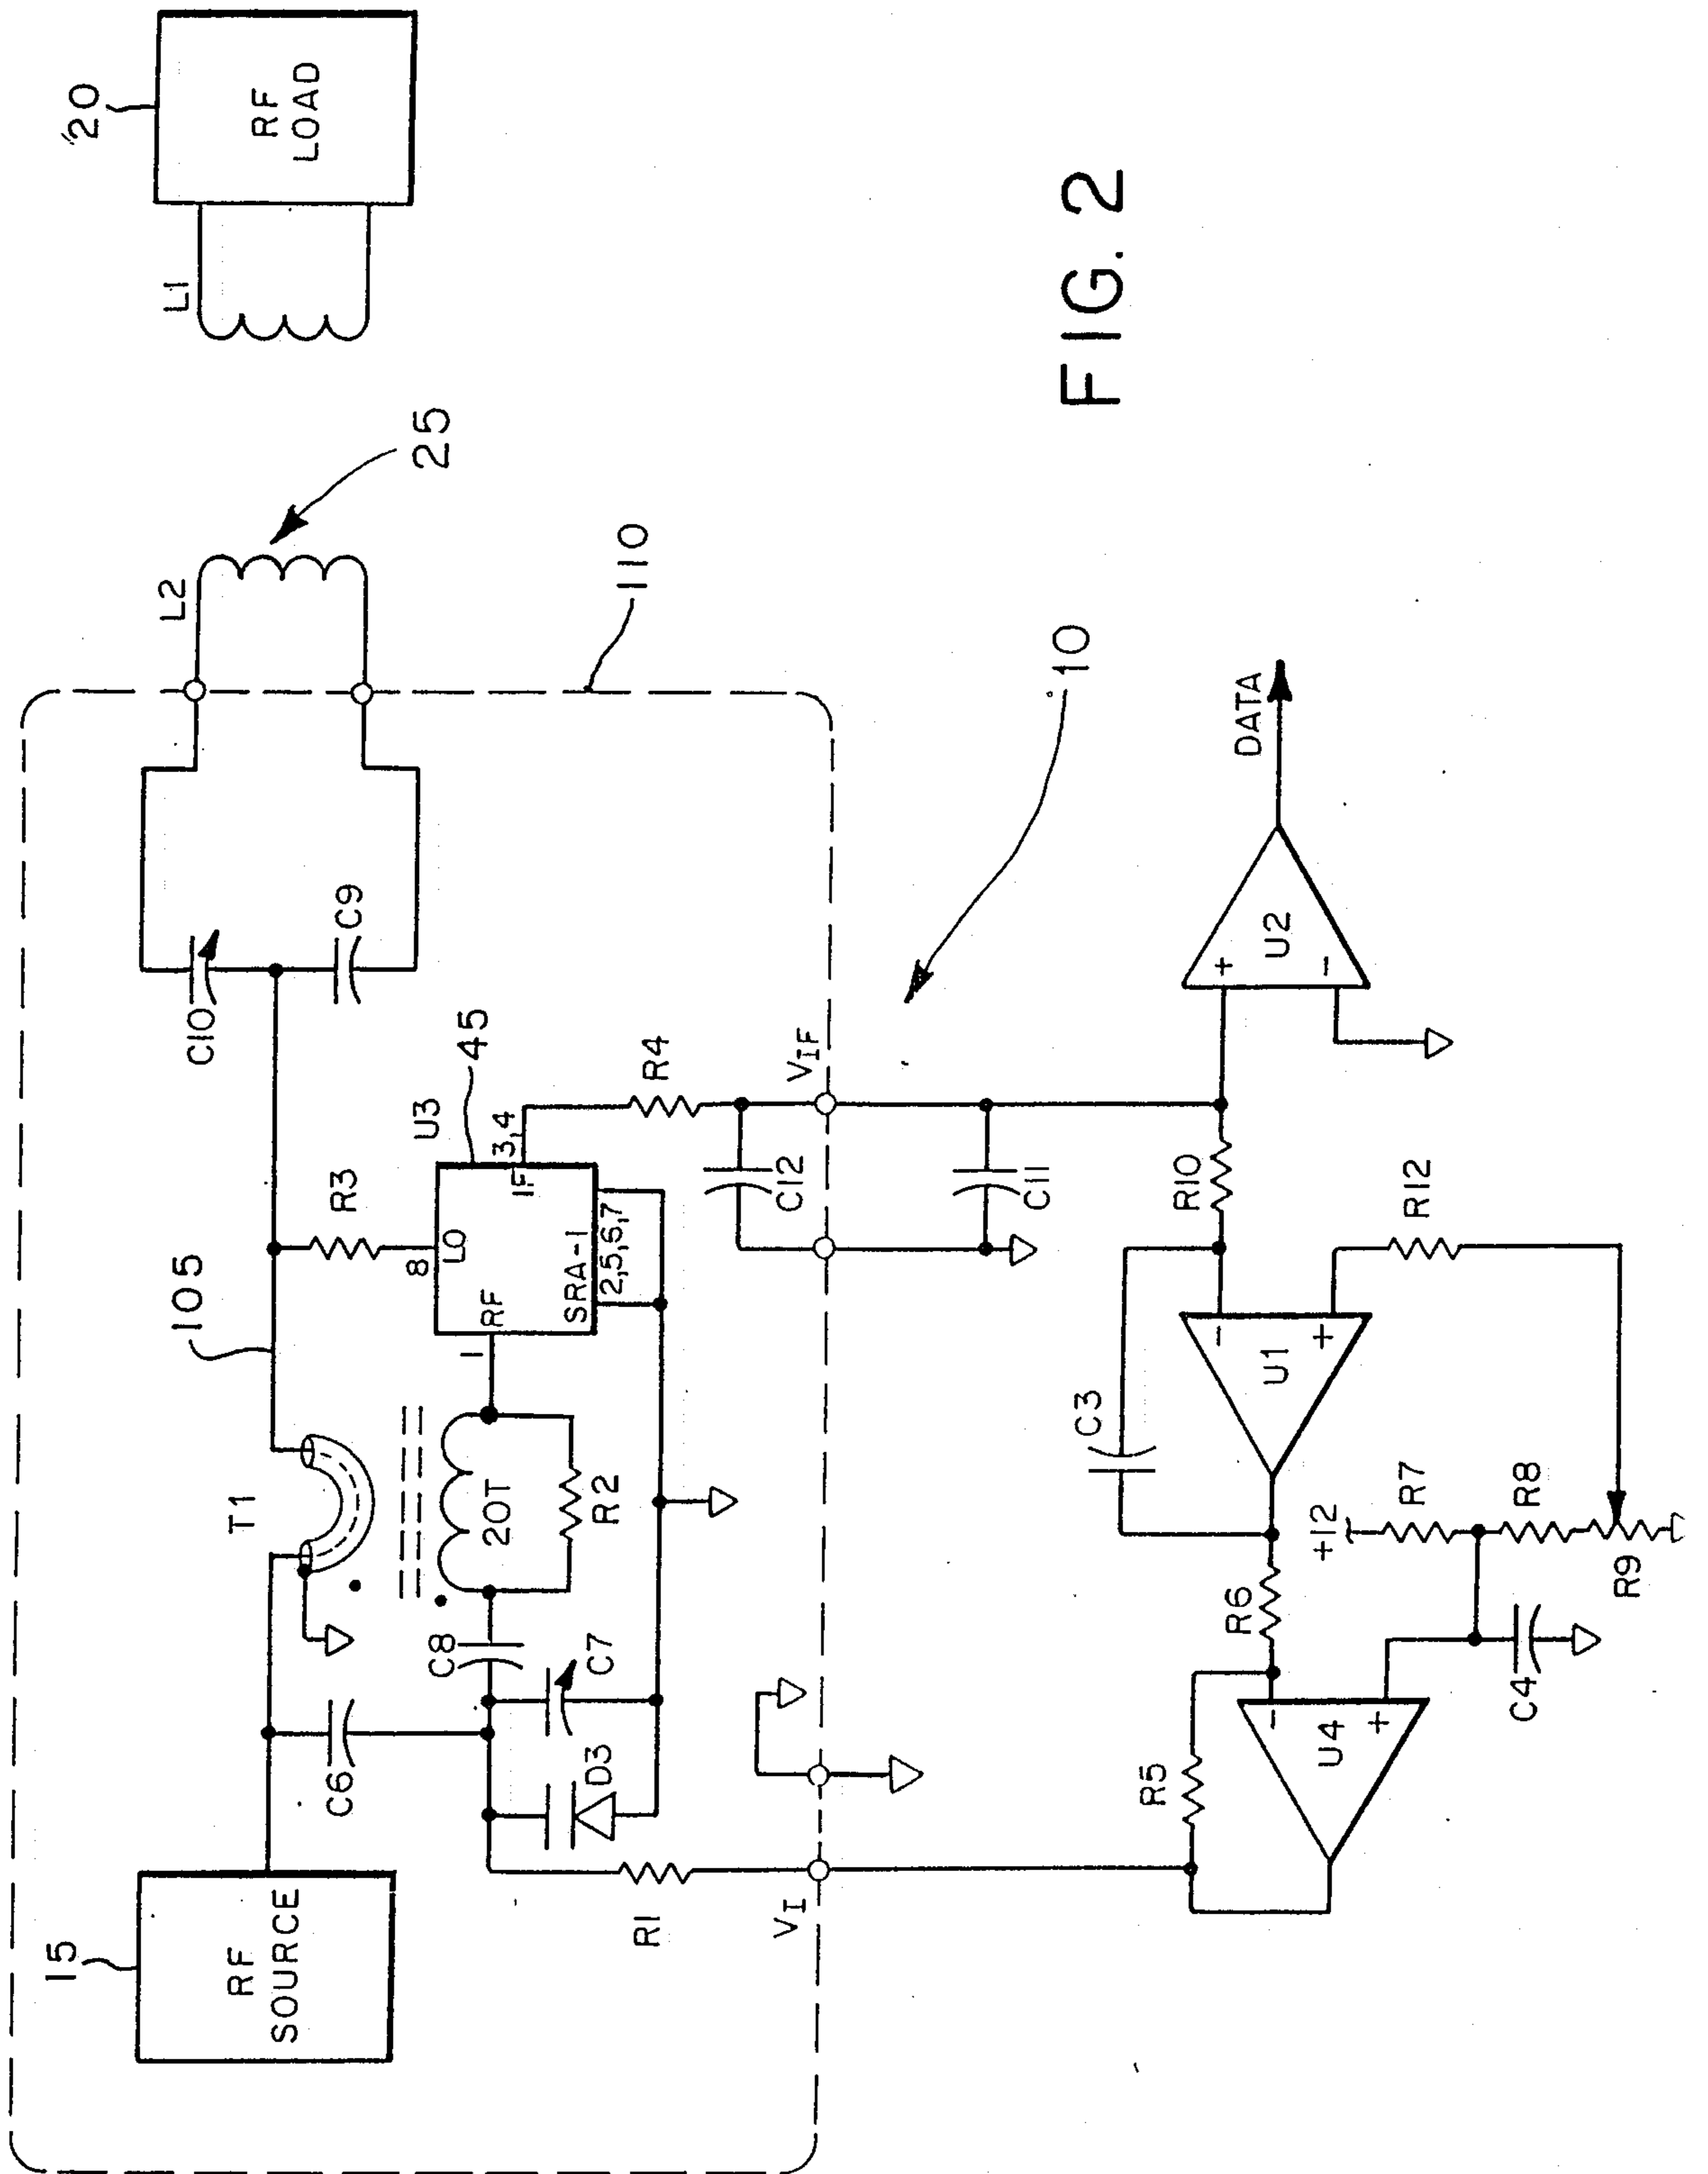 15
RF
SOURCE
C6
T1
105
C10
C9
L2
25
L1
20
RF
LOAD
R3
U3
45
8
LO
1
RF
IF
3,4
SRA-1
2,5,6,7
R4
C8
20T
R2
C7
D3
R1
110
VI
VIF
C12
C11
10
R10
U2
+
-
DATA
R12
U1
-
+
C3
R6
+12
R7
R8
R9
C4
U4
-
+
R5
FIG. 2